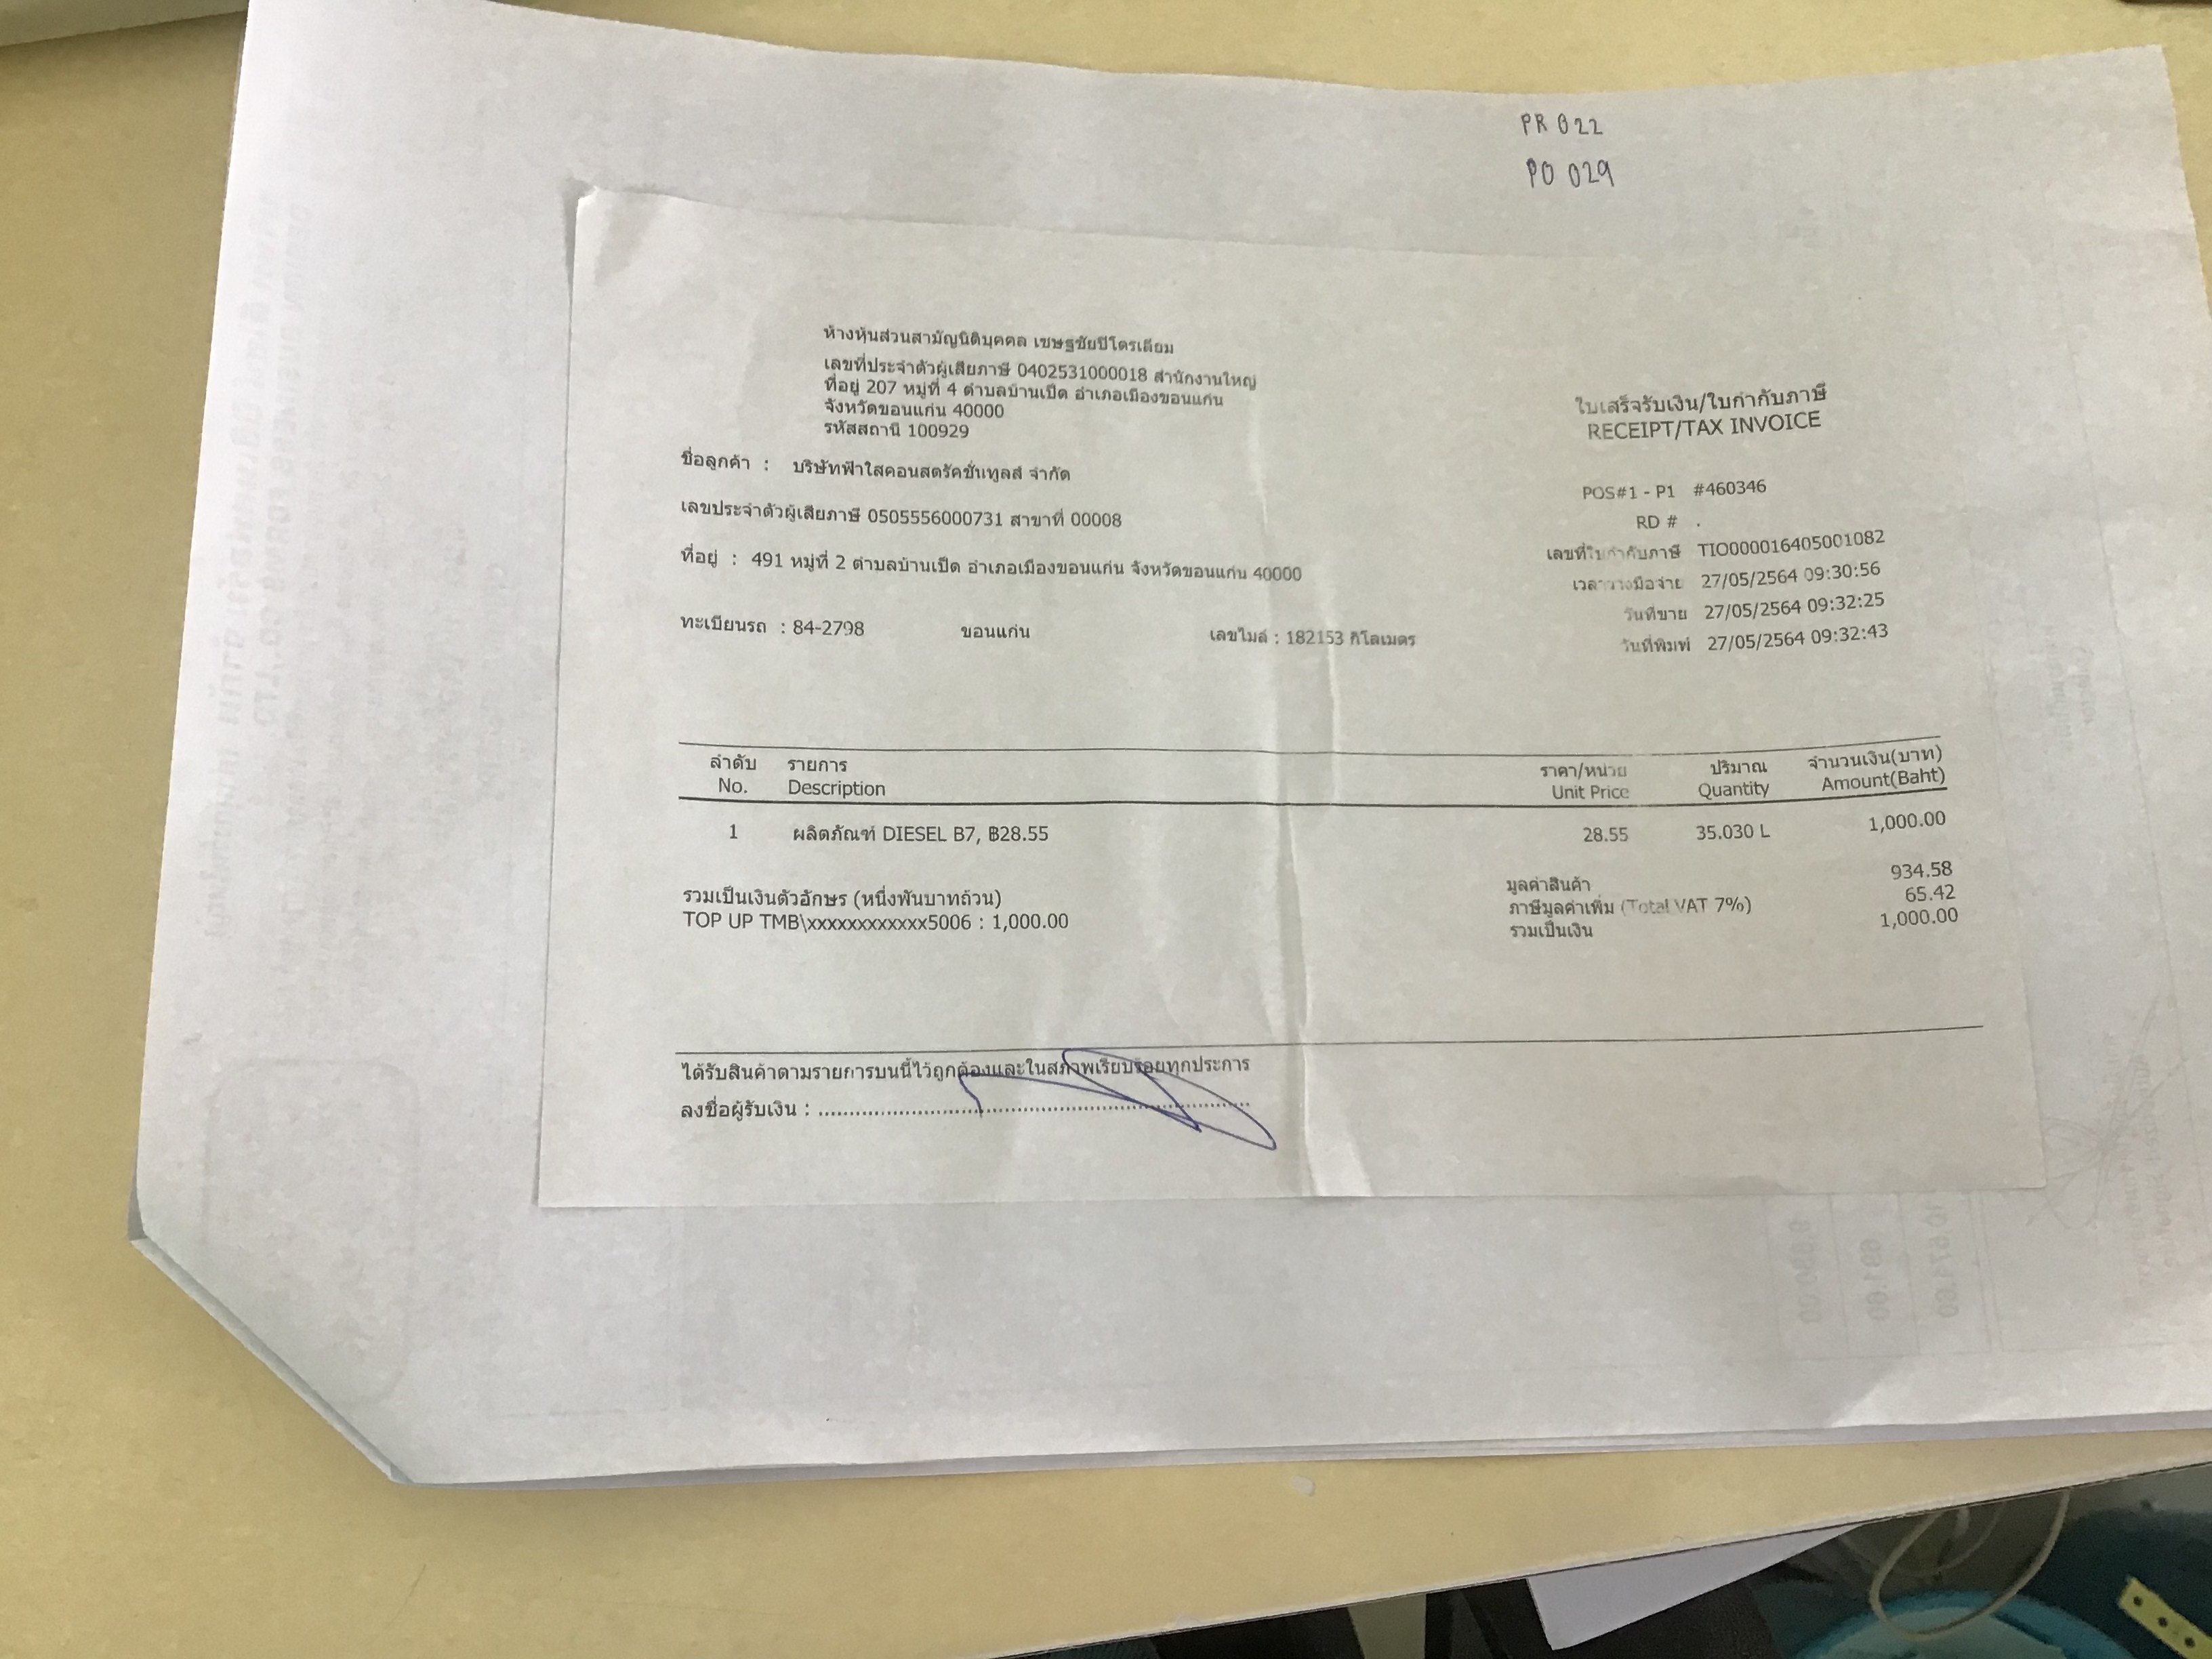 PR 022
PO 029
ห้างหุ้นส่วนสามัญนิติบุคคล เชษฐชัยปิโตรเลียม
เลขที่ประจำตัวผู้เสียภาษี 0402531000018 สำนักงานใหญ่
ที่อยู่ 207 หมู่ที่ 4 ตำบลบ้านเป็ด อำเภอเมืองขอนแก่น
จังหวัดขอนแก่น 40000
รหัสสถานี 100929
ใบเสร็จรับเงิน/ใบกำกับภาษี
RECEIPT/TAX INVOICE
ชื่อลูกค้า : บริษัทฟ้าใสคอนสตรัคชั่นทูลส์ จำกัด
POS#1 - P1 #460346
เลขประจำตัวผู้เสียภาษี 0505556000731 สาขาที่ 00008
RD # .
ที่อยู่ : 491 หมู่ที่ 2 ตำบลบ้านเป็ด อำเภอเมืองขอนแก่น จังหวัดขอนแก่น 40000
เลขที่ใบกำกับภาษี TIO000016405001082
เวลาวางมือจ่าย 27/05/2564 09:30:56
วันที่ขาย 27/05/2564 09:32:25
ทะเบียนรถ : 84-2798 ขอนแก่น เลขไมล์ : 182153 กิโลเมตร
วันที่พิมพ์ 27/05/2564 09:32:43
ลำดับ รายการ ราคา/หน่วย ปริมาณ จำนวนเงิน(บาท)
No. Description Unit Price Quantity Amount(Baht)
1 ผลิตภัณฑ์ DIESEL B7, ฿28.55 28.55 35.030 L 1,000.00
มูลค่าสินค้า 934.58
รวมเป็นเงินตัวอักษร (หนึ่งพันบาทถ้วน) ภาษีมูลค่าเพิ่ม (Total VAT 7%) 65.42
TOP UP TMB\xxxxxxxxxxxx5006 : 1,000.00 รวมเป็นเงิน 1,000.00
ได้รับสินค้าตามรายการบนนี้ไว้ถูกต้องและในสภาพเรียบร้อยทุกประการ
ลงชื่อผู้รับเงิน : ............................................................